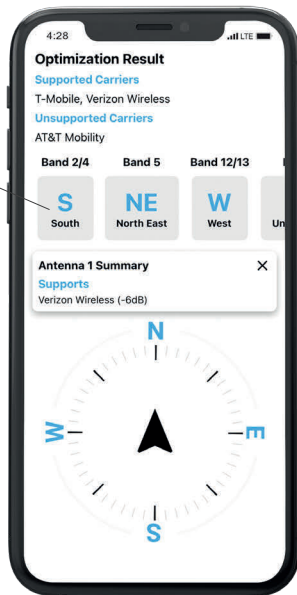 4:28 LTE
Optimization Result
Supported Carriers
T-Mobile, Verizon Wireless
Unsupported Carriers
AT&T Mobility
Band 2/4 Band 5 Band 12/13
S NE W
South North East West Un
Antenna 1 Summary ×
Supports
Verizon Wireless (-6dB)
N
W E
S